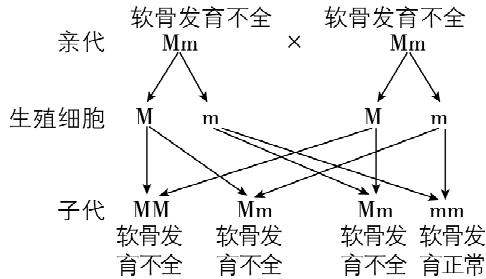 软骨发育不全 软骨发育不全
亲代 Mm × Mm
生殖细胞 M m M m
子代 MM Mm Mm mm
软骨发 软骨发 软骨发 软骨发
育不全 育不全 育不全 育正常